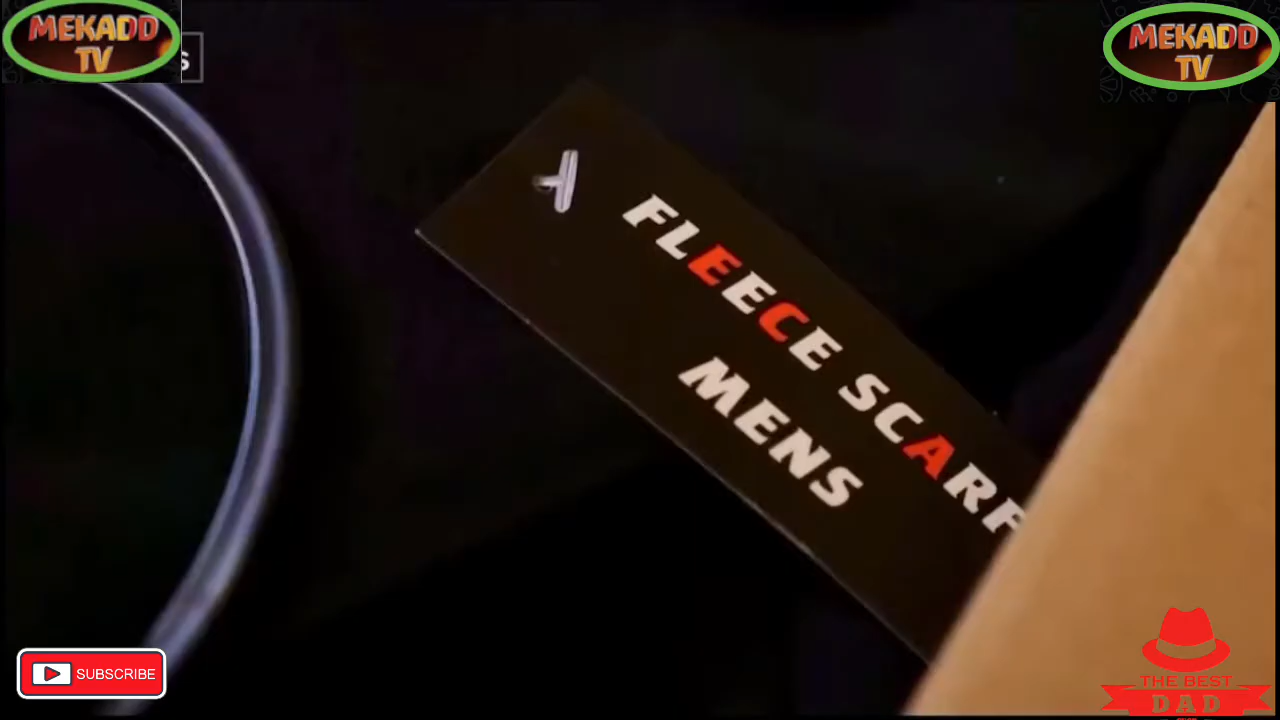 MEKADD
TV
S
MEKADD
TV
FLEECE SCARF
MENS
SUBSCRIBE
THE BEST
DAD